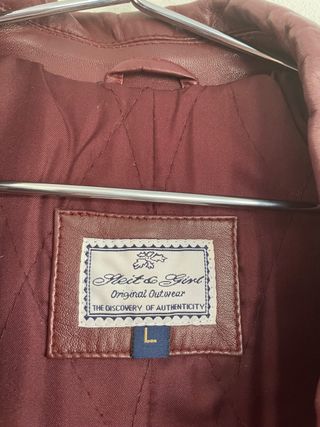 Steit & Girl
Original Outwear
THE DISCOVERY OF AUTHENTICITY
L